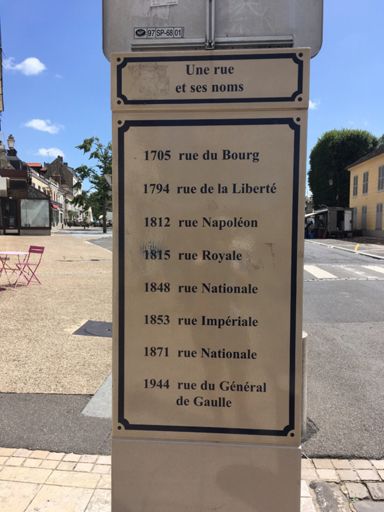 97 SP-68 01
Une rue
et ses noms
1705 rue du Bourg
1794 rue de la Liberté
1812 rue Napoléon
1815 rue Royale
1848 rue Nationale
1853 rue Impériale
1871 rue Nationale
1944 rue du Général
de Gaulle